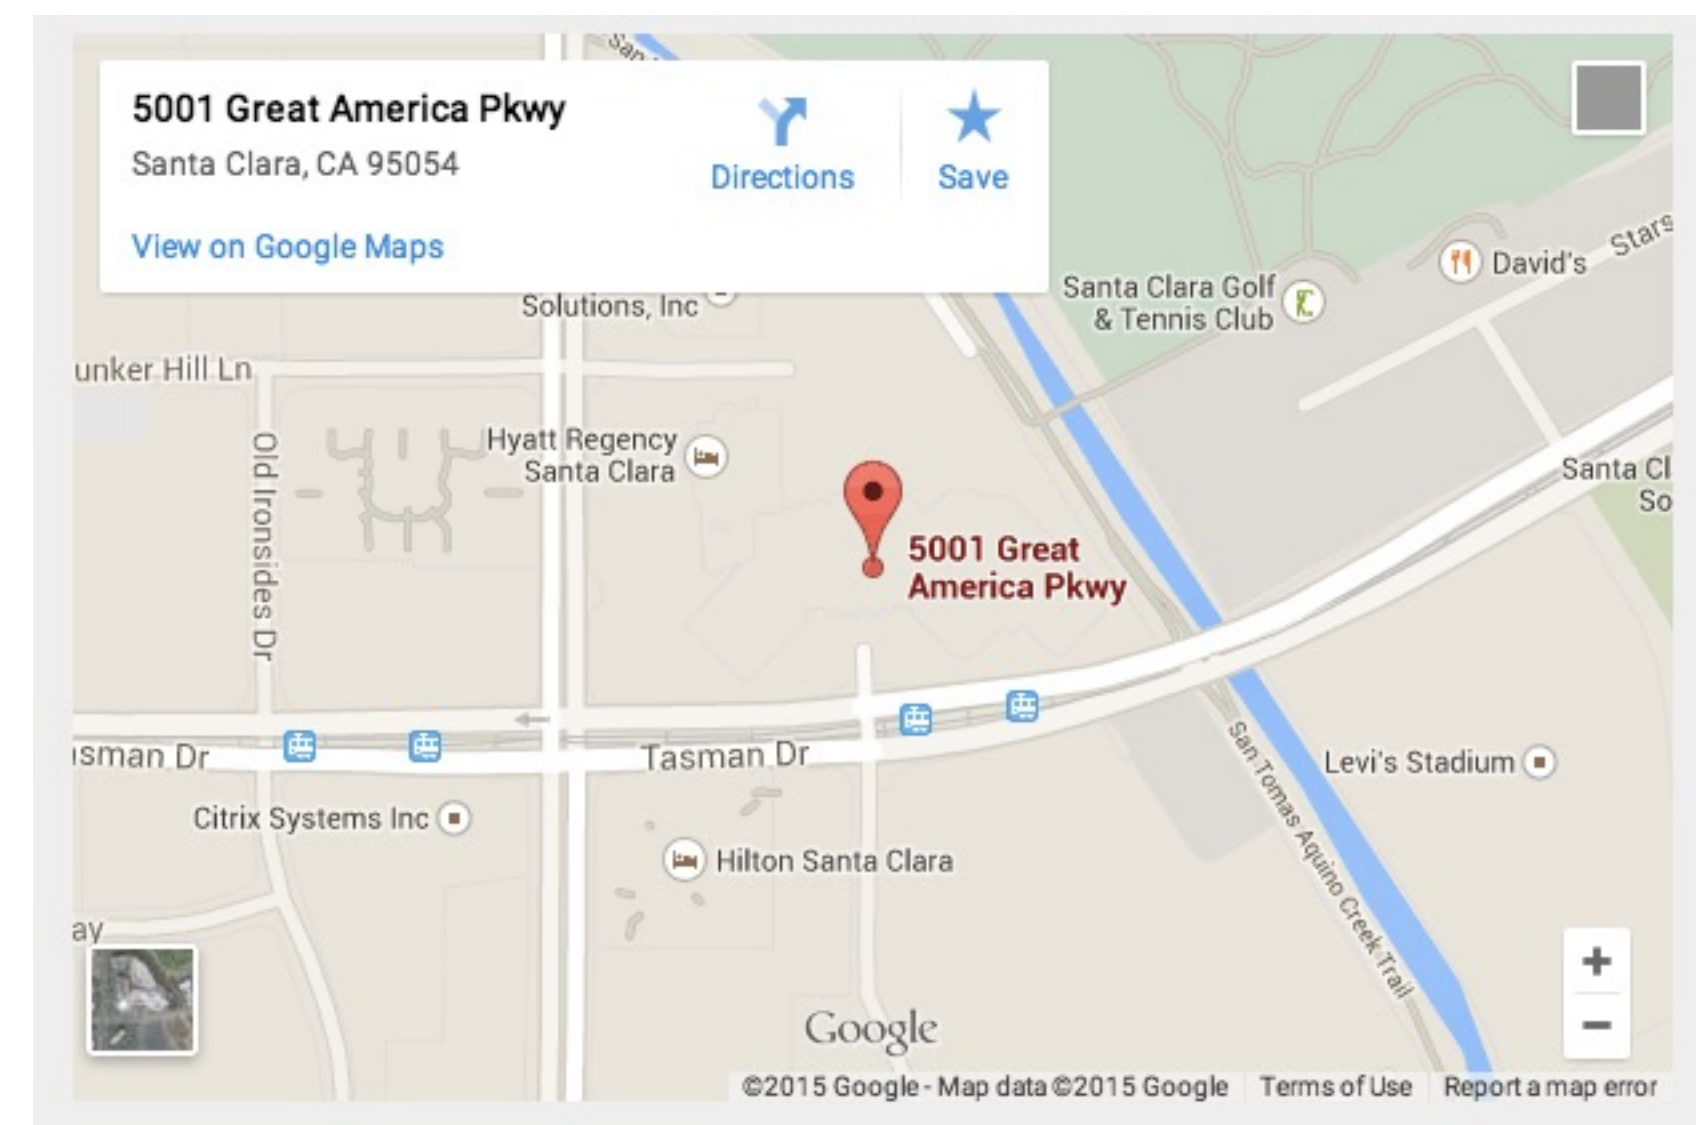 San
5001 Great America Pkwy
Santa Clara, CA 95054
Directions
Save
View on Google Maps
Solutions, Inc
Santa Clara Golf
& Tennis Club
David's
Stars
unker Hill Ln
Old Ironsides Dr
Hyatt Regency
Santa Clara
Santa Cl
So
5001 Great
America Pkwy
sman Dr
Tasman Dr
Citrix Systems Inc
Hilton Santa Clara
Levi's Stadium
San Tomas Aquino Creek Trail
ay
Google
©2015 Google - Map data ©2015 Google
Terms of Use
Report a map error